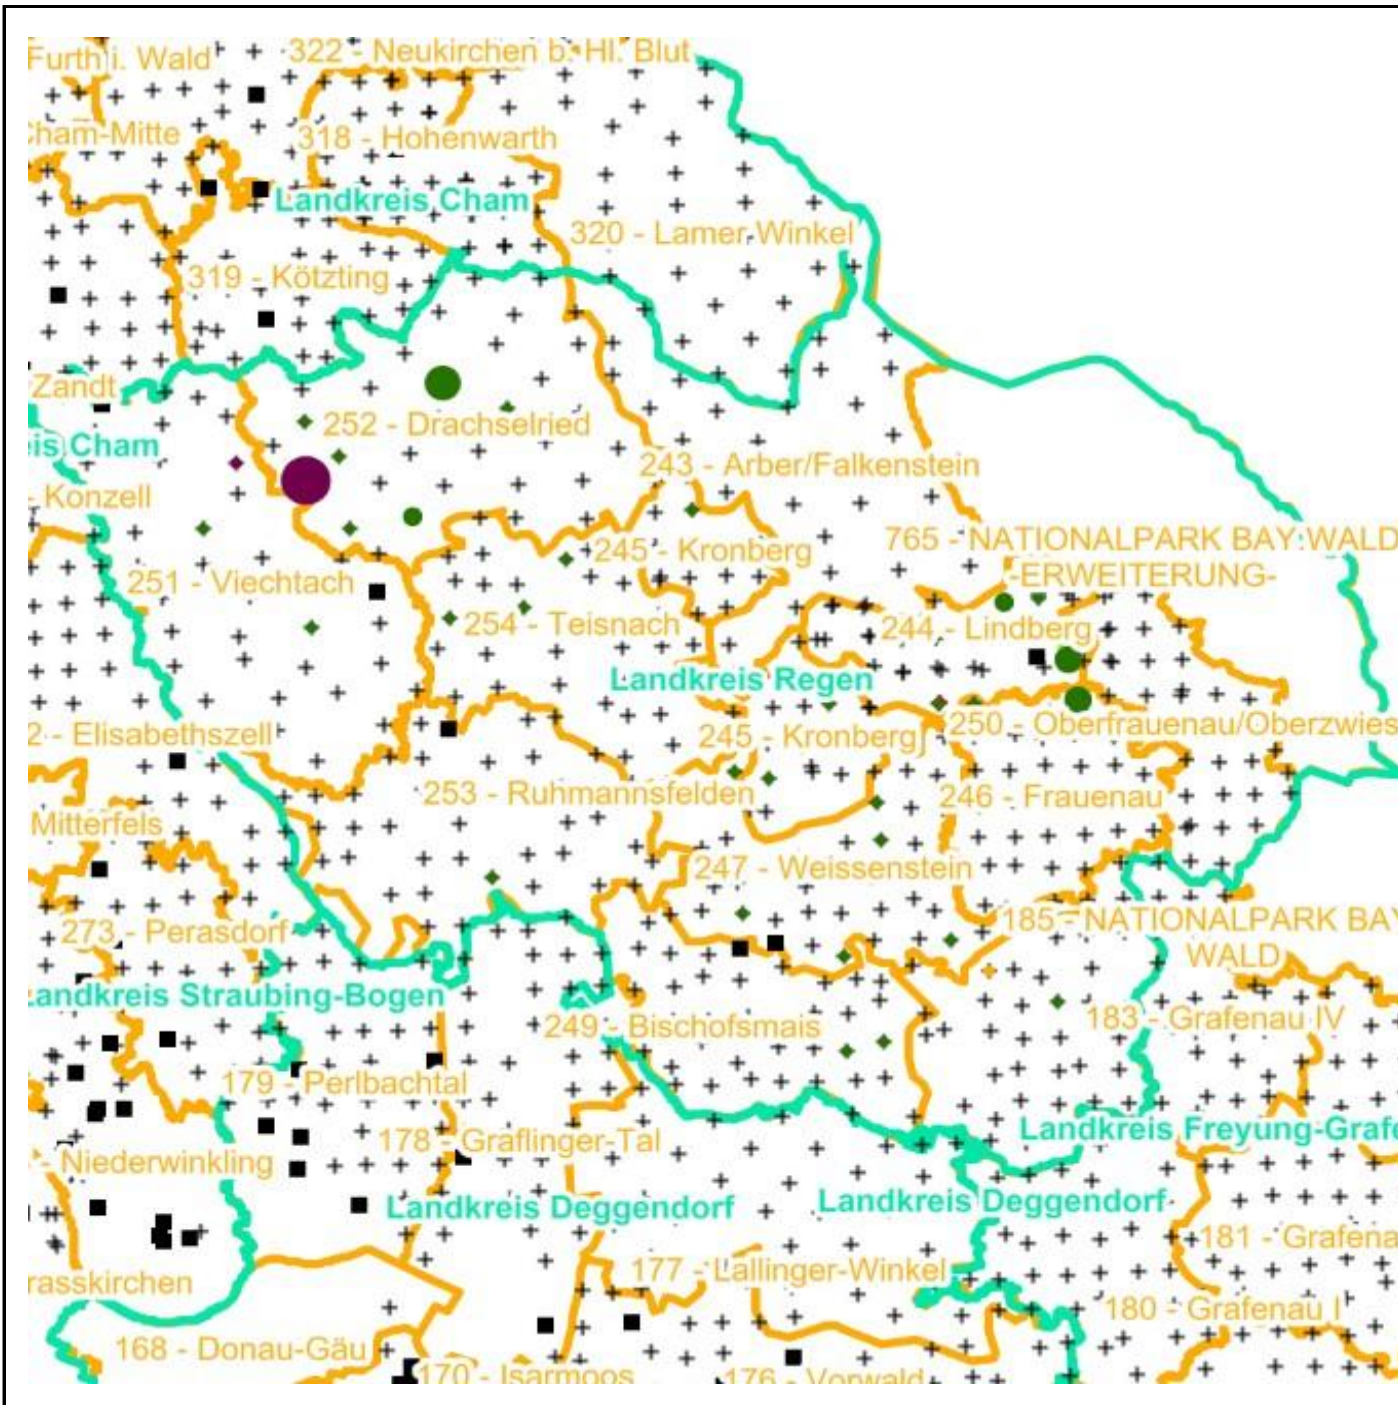 322 - Neukirchen b. Hl. Blut
Furth i. Wald
Cham-Mitte
318 - Hohenwarth
Landkreis Cham
320 - Lamer Winkel
319 - Kötzting
Zandt
252 - Drachselried
eis Cham
243 - Arber/Falkenstein
- Konzell
765 - NATIONALPARK BAY.WALD
-ERWEITERUNG-
245 - Kronberg
251 - Viechtach
254 - Teisnach
244 - Lindberg
Landkreis Regen
2 - Elisabethszell
245 - Kronberg
250 - Oberfrauenau/Oberzwies
253 - Ruhmannsfelden
246 - Frauenau
Mitterfels
247 - Weissenstein
273 - Perasdorf
185 - NATIONALPARK BA
WALD
Landkreis Straubing-Bogen
249 - Bischofsmais
183 - Grafenau IV
179 - Perlbachtal
178 - Graflinger-Tal
Landkreis Freyung-Grafe
- Niederwinkling
Landkreis Deggendorf
Landkreis Deggendorf
181 - Grafena
177 - Lallinger-Winkel
rasskirchen
180 - Grafenau I
168 - Donau-Gäu
170 - Isarmoos
176 - Vorwald